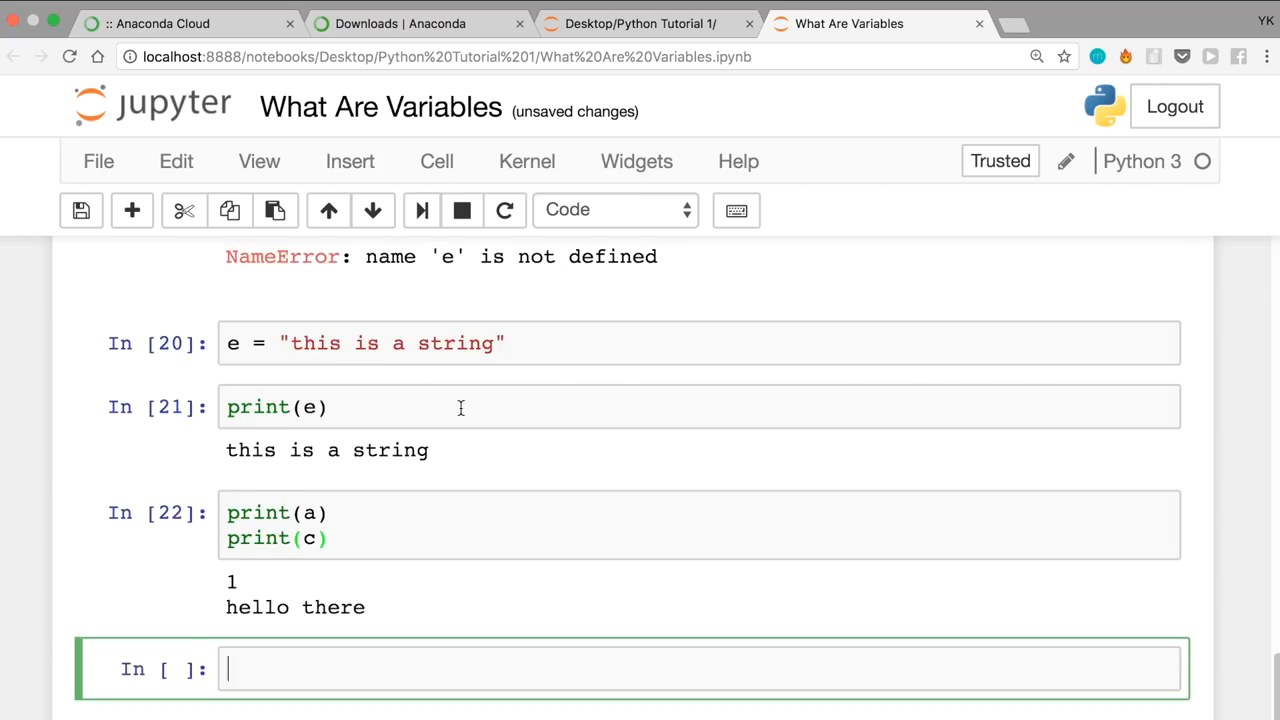 :: Anaconda Cloud × Downloads | Anaconda × Desktop/Python Tutorial 1/ × What Are Variables × YK
localhost:8888/notebooks/Desktop/Python%20Tutorial%201/What%20Are%20Variables.ipynb
jupyter What Are Variables (unsaved changes) Logout
File Edit View Insert Cell Kernel Widgets Help Trusted Python 3
Code
NameError: name 'e' is not defined
In [20]: e = "this is a string"
In [21]: print(e)
this is a string
In [22]: print(a)
print(c)
1
hello there
In [ ]: